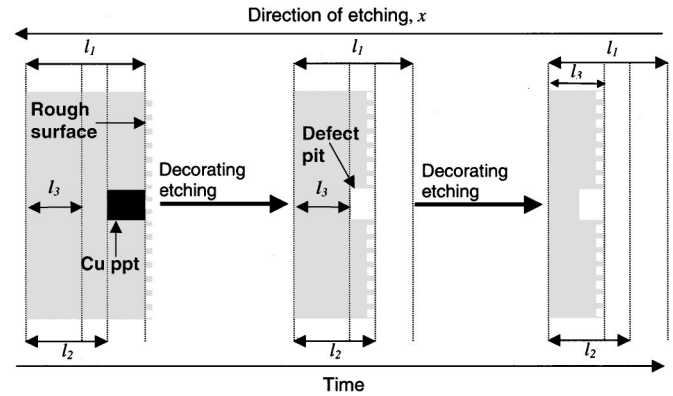 Direction of etching, x
l1
l1
l1
l3
Rough
surface
Defect
pit
Decorating
etching
Decorating
etching
l3
l3
Cu ppt
l2
l2
l2
Time